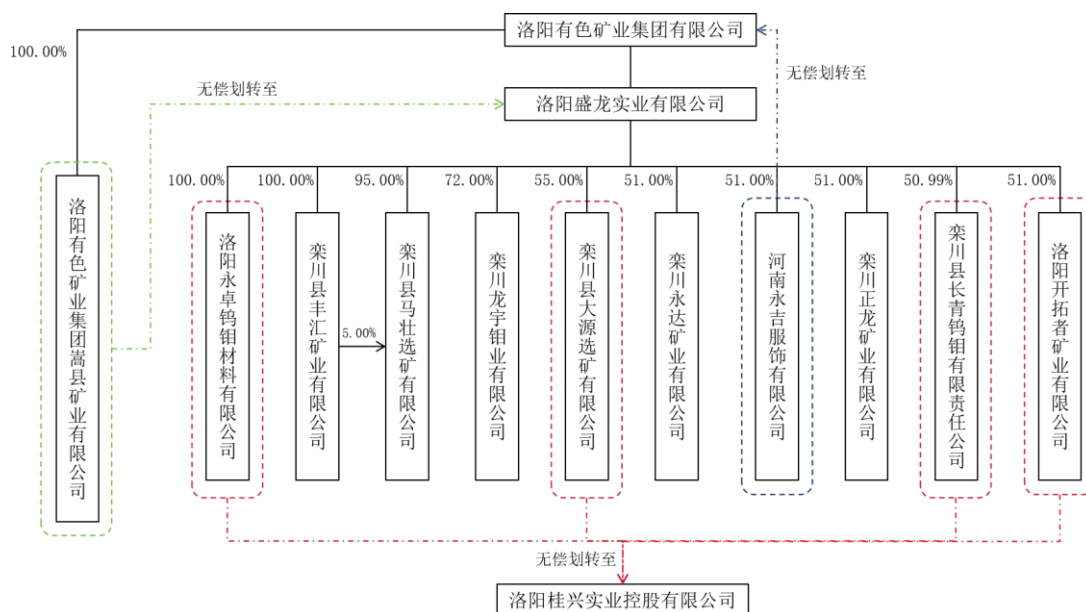 洛阳有色矿业集团有限公司
100.00%
无偿划转至
无偿划转至
洛阳盛龙实业有限公司
100.00%
100.00%
95.00%
72.00%
55.00%
51.00%
51.00%
51.00%
50.99%
51.00%
洛阳有色矿业集团嵩县矿业有限公司
洛阳永卓钨钼材料有限公司
栾川县丰汇矿业有限公司
5.00%
栾川县马壮选矿有限公司
栾川龙宇钼业有限公司
栾川县大源选矿有限公司
栾川永达矿业有限公司
河南永吉服饰有限公司
栾川正龙矿业有限公司
栾川县长青钨钼有限责任公司
洛阳开拓者矿业有限公司
无偿划转至
洛阳桂兴实业控股有限公司